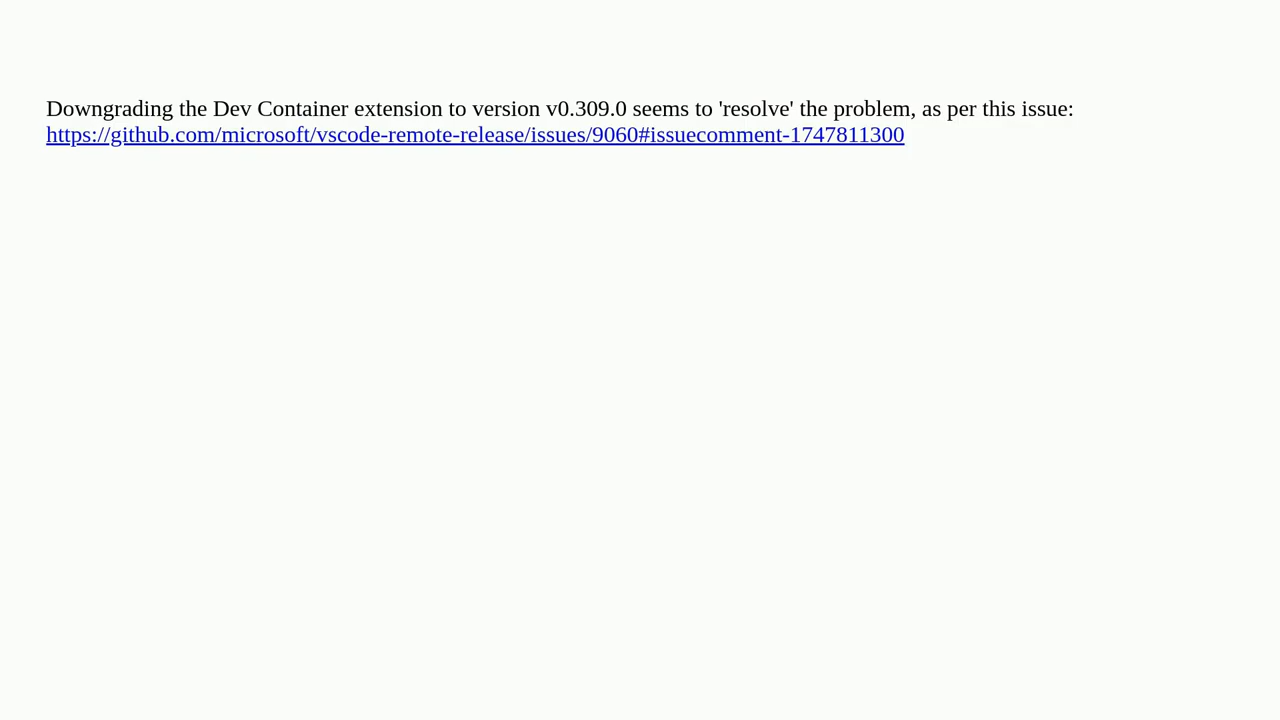 Downgrading the Dev Container extension to version v0.309.0 seems to 'resolve' the problem, as per this issue:
https://github.com/microsoft/vscode-remote-release/issues/9060#issuecomment-1747811300